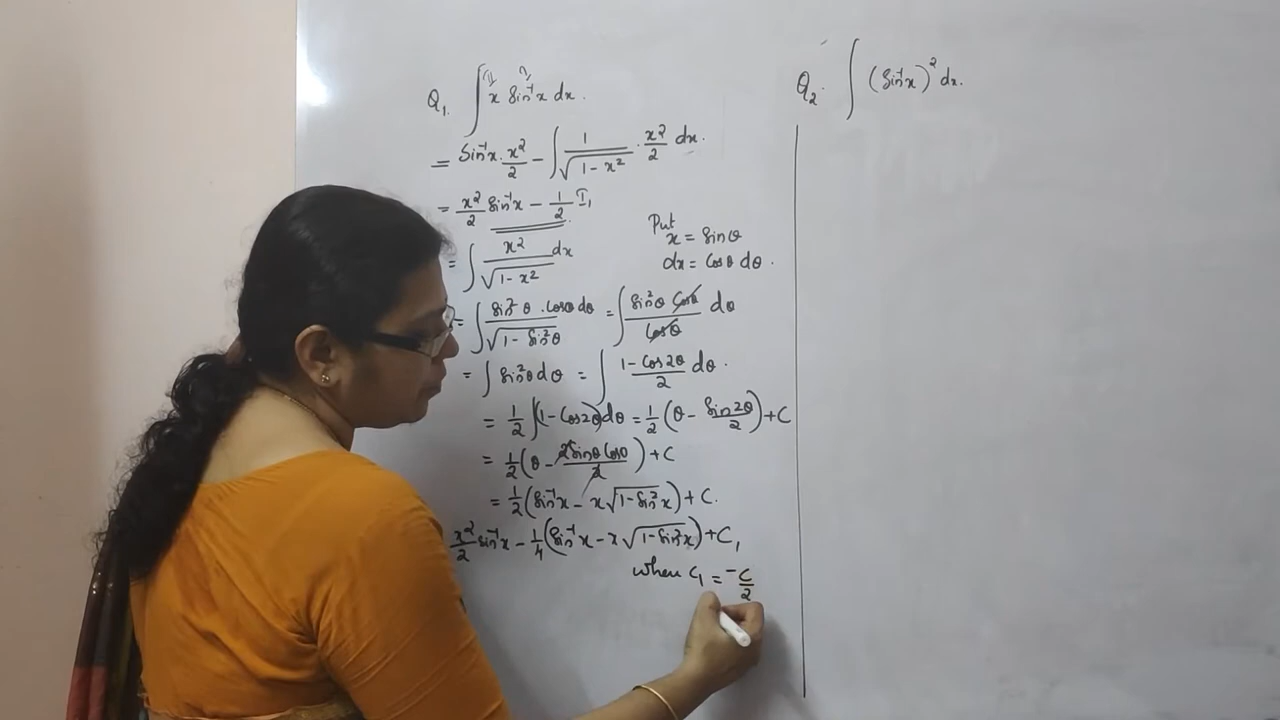 Q1. ∫ x sin⁻¹x dx.
= sin⁻¹x . x²/2 − ∫ 1/√(1 − x²) . x²/2 dx.
= x²/2 sin⁻¹x − 1/2 I₁
Put
x = sinθ
dx = cosθ dθ.
= ∫ x²/√(1 − x²) dx
= ∫ sin²θ . cosθ dθ/√(1 − sin²θ) = ∫ sin²θ cosθ/cosθ dθ
= ∫ sin²θ dθ = ∫ (1 − cos2θ)/2 dθ.
= 1/2 ∫(1 − cos2θ)dθ = 1/2 (θ − sin2θ/2) + C
= 1/2 (θ − 2sinθ cosθ/2) + C
= 1/2 (sin⁻¹x − x√(1 − sin²x)) + C.
x²/2 sin⁻¹x − 1/4 (sin⁻¹x − x√(1 − sin²x)) + C₁
when C₁ = −C/2
Q2. ∫ (sin⁻¹x)² dx.